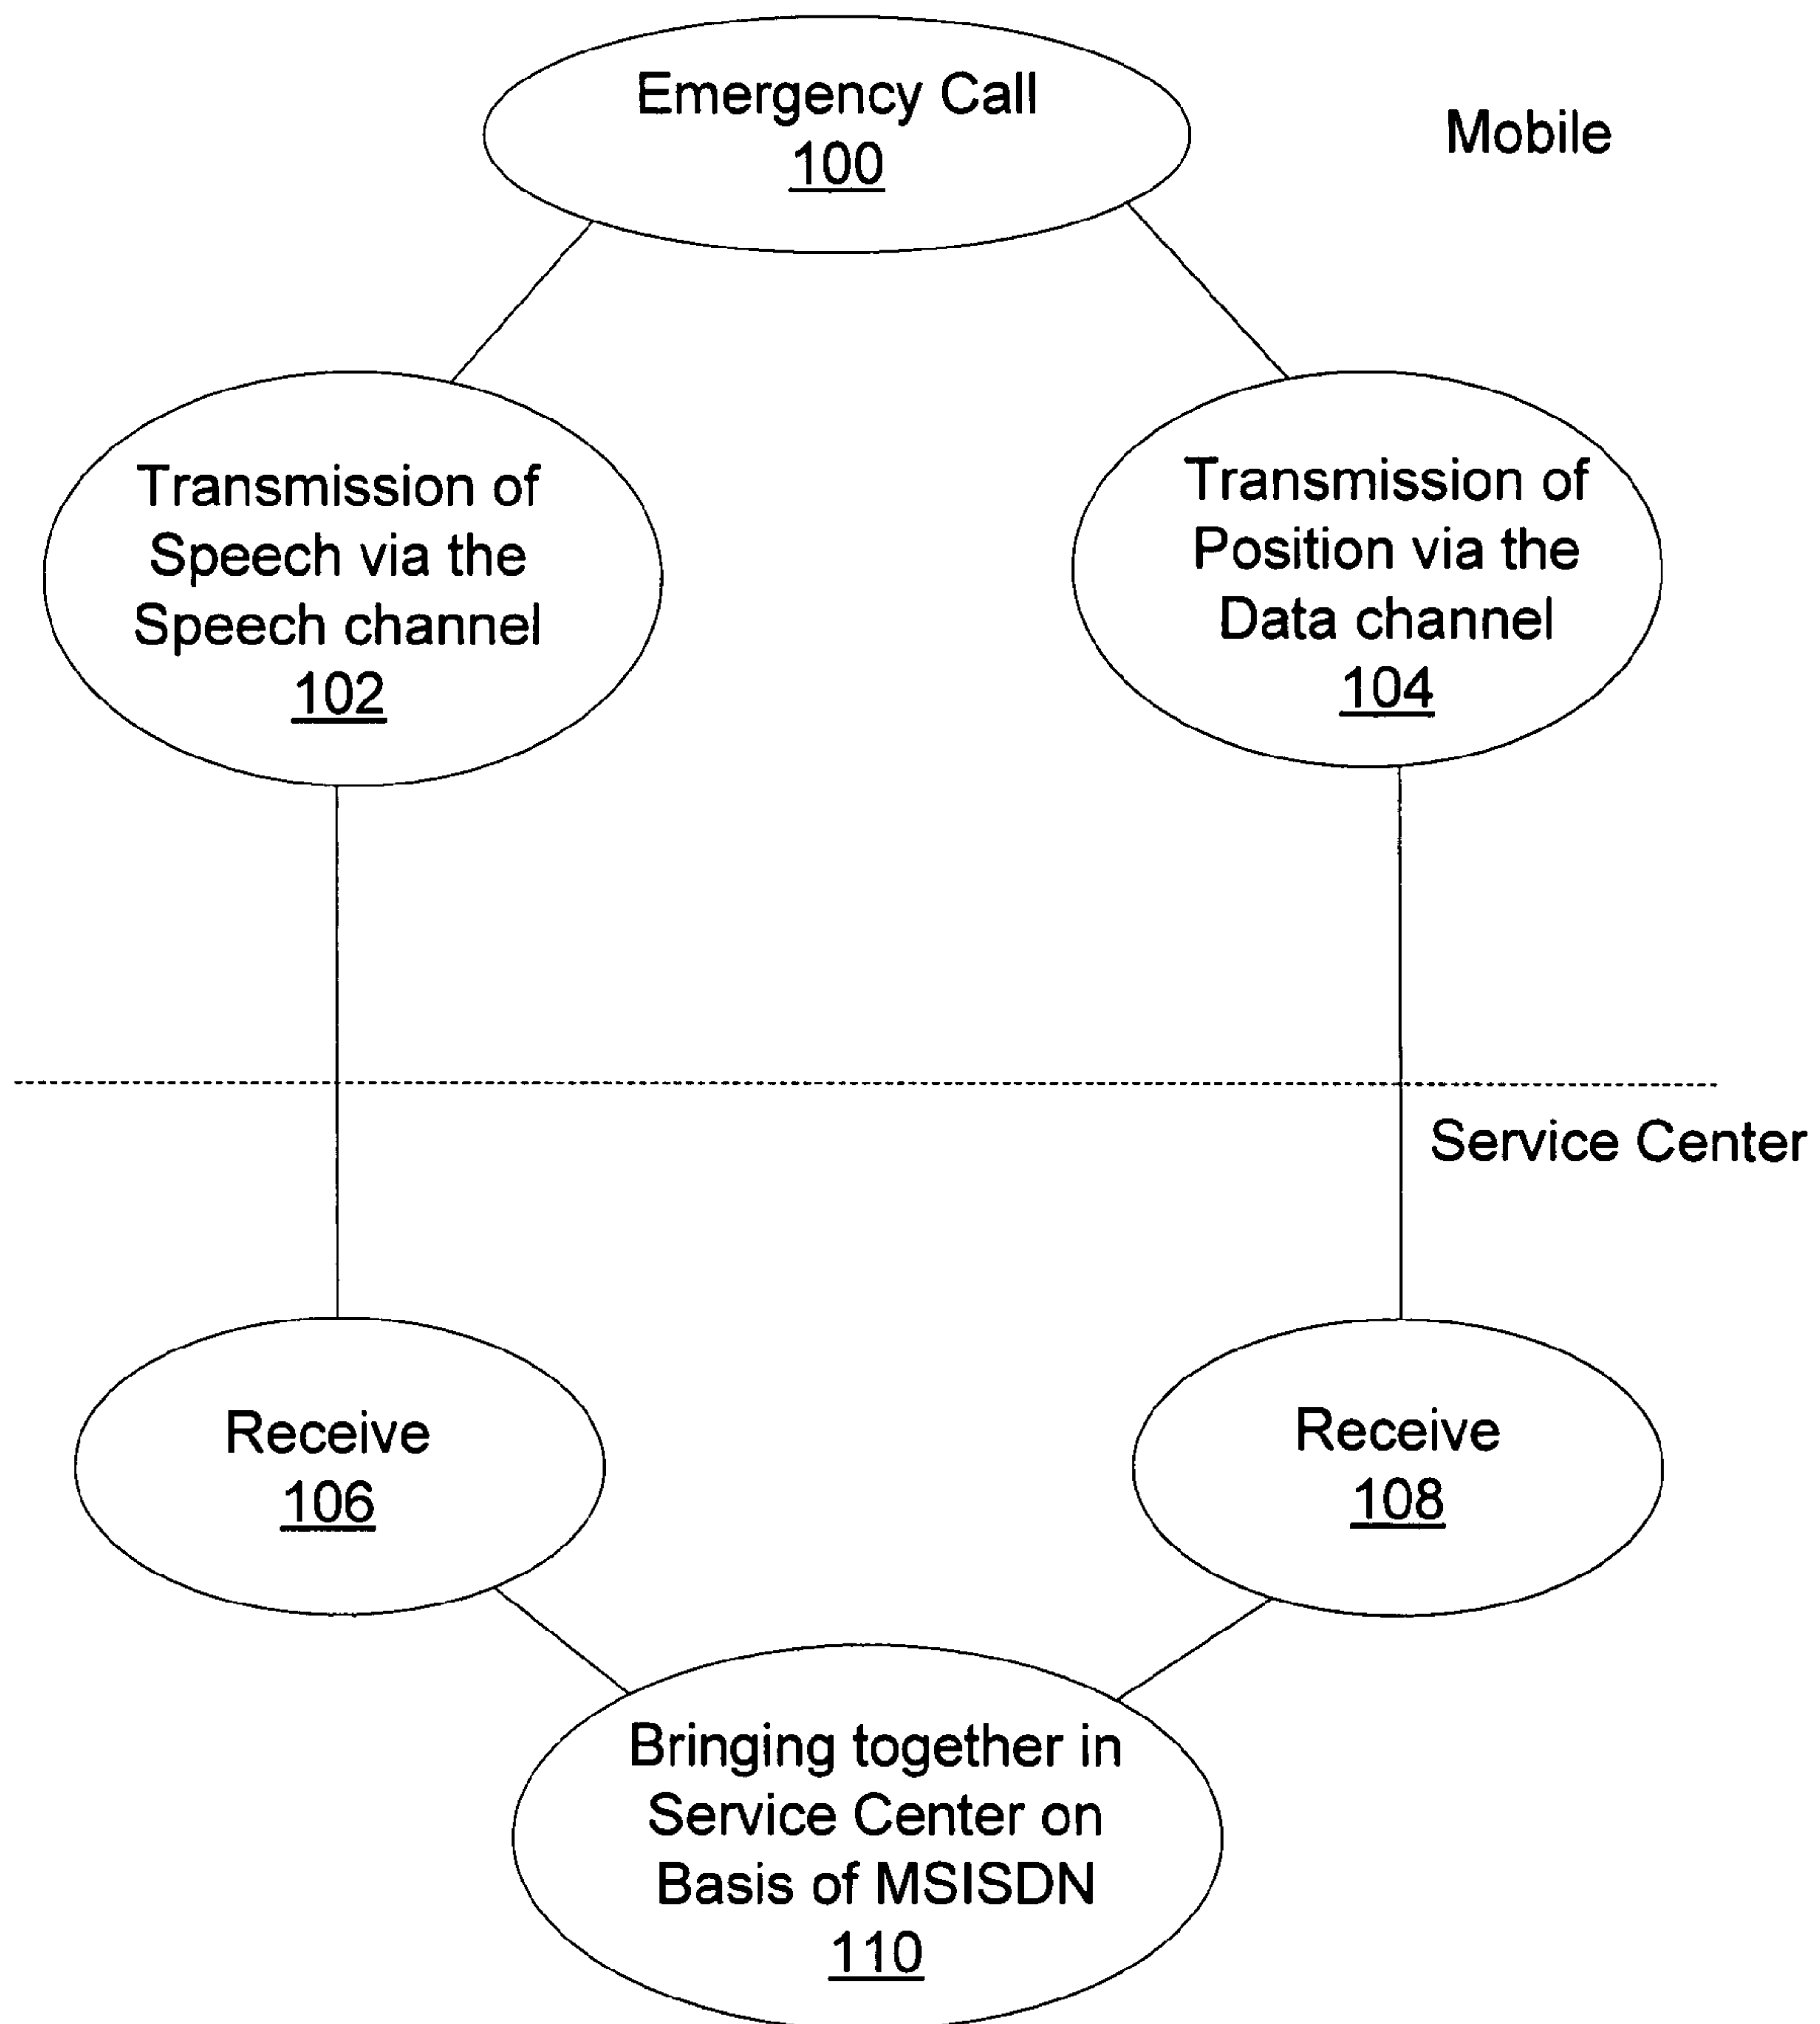 Emergency Call
100
Mobile
Transmission of
Speech via the
Speech channel
102
Transmission of
Position via the
Data channel
104
Service Center
Receive
106
Receive
108
Bringing together in
Service Center on
Basis of MSISDN
110